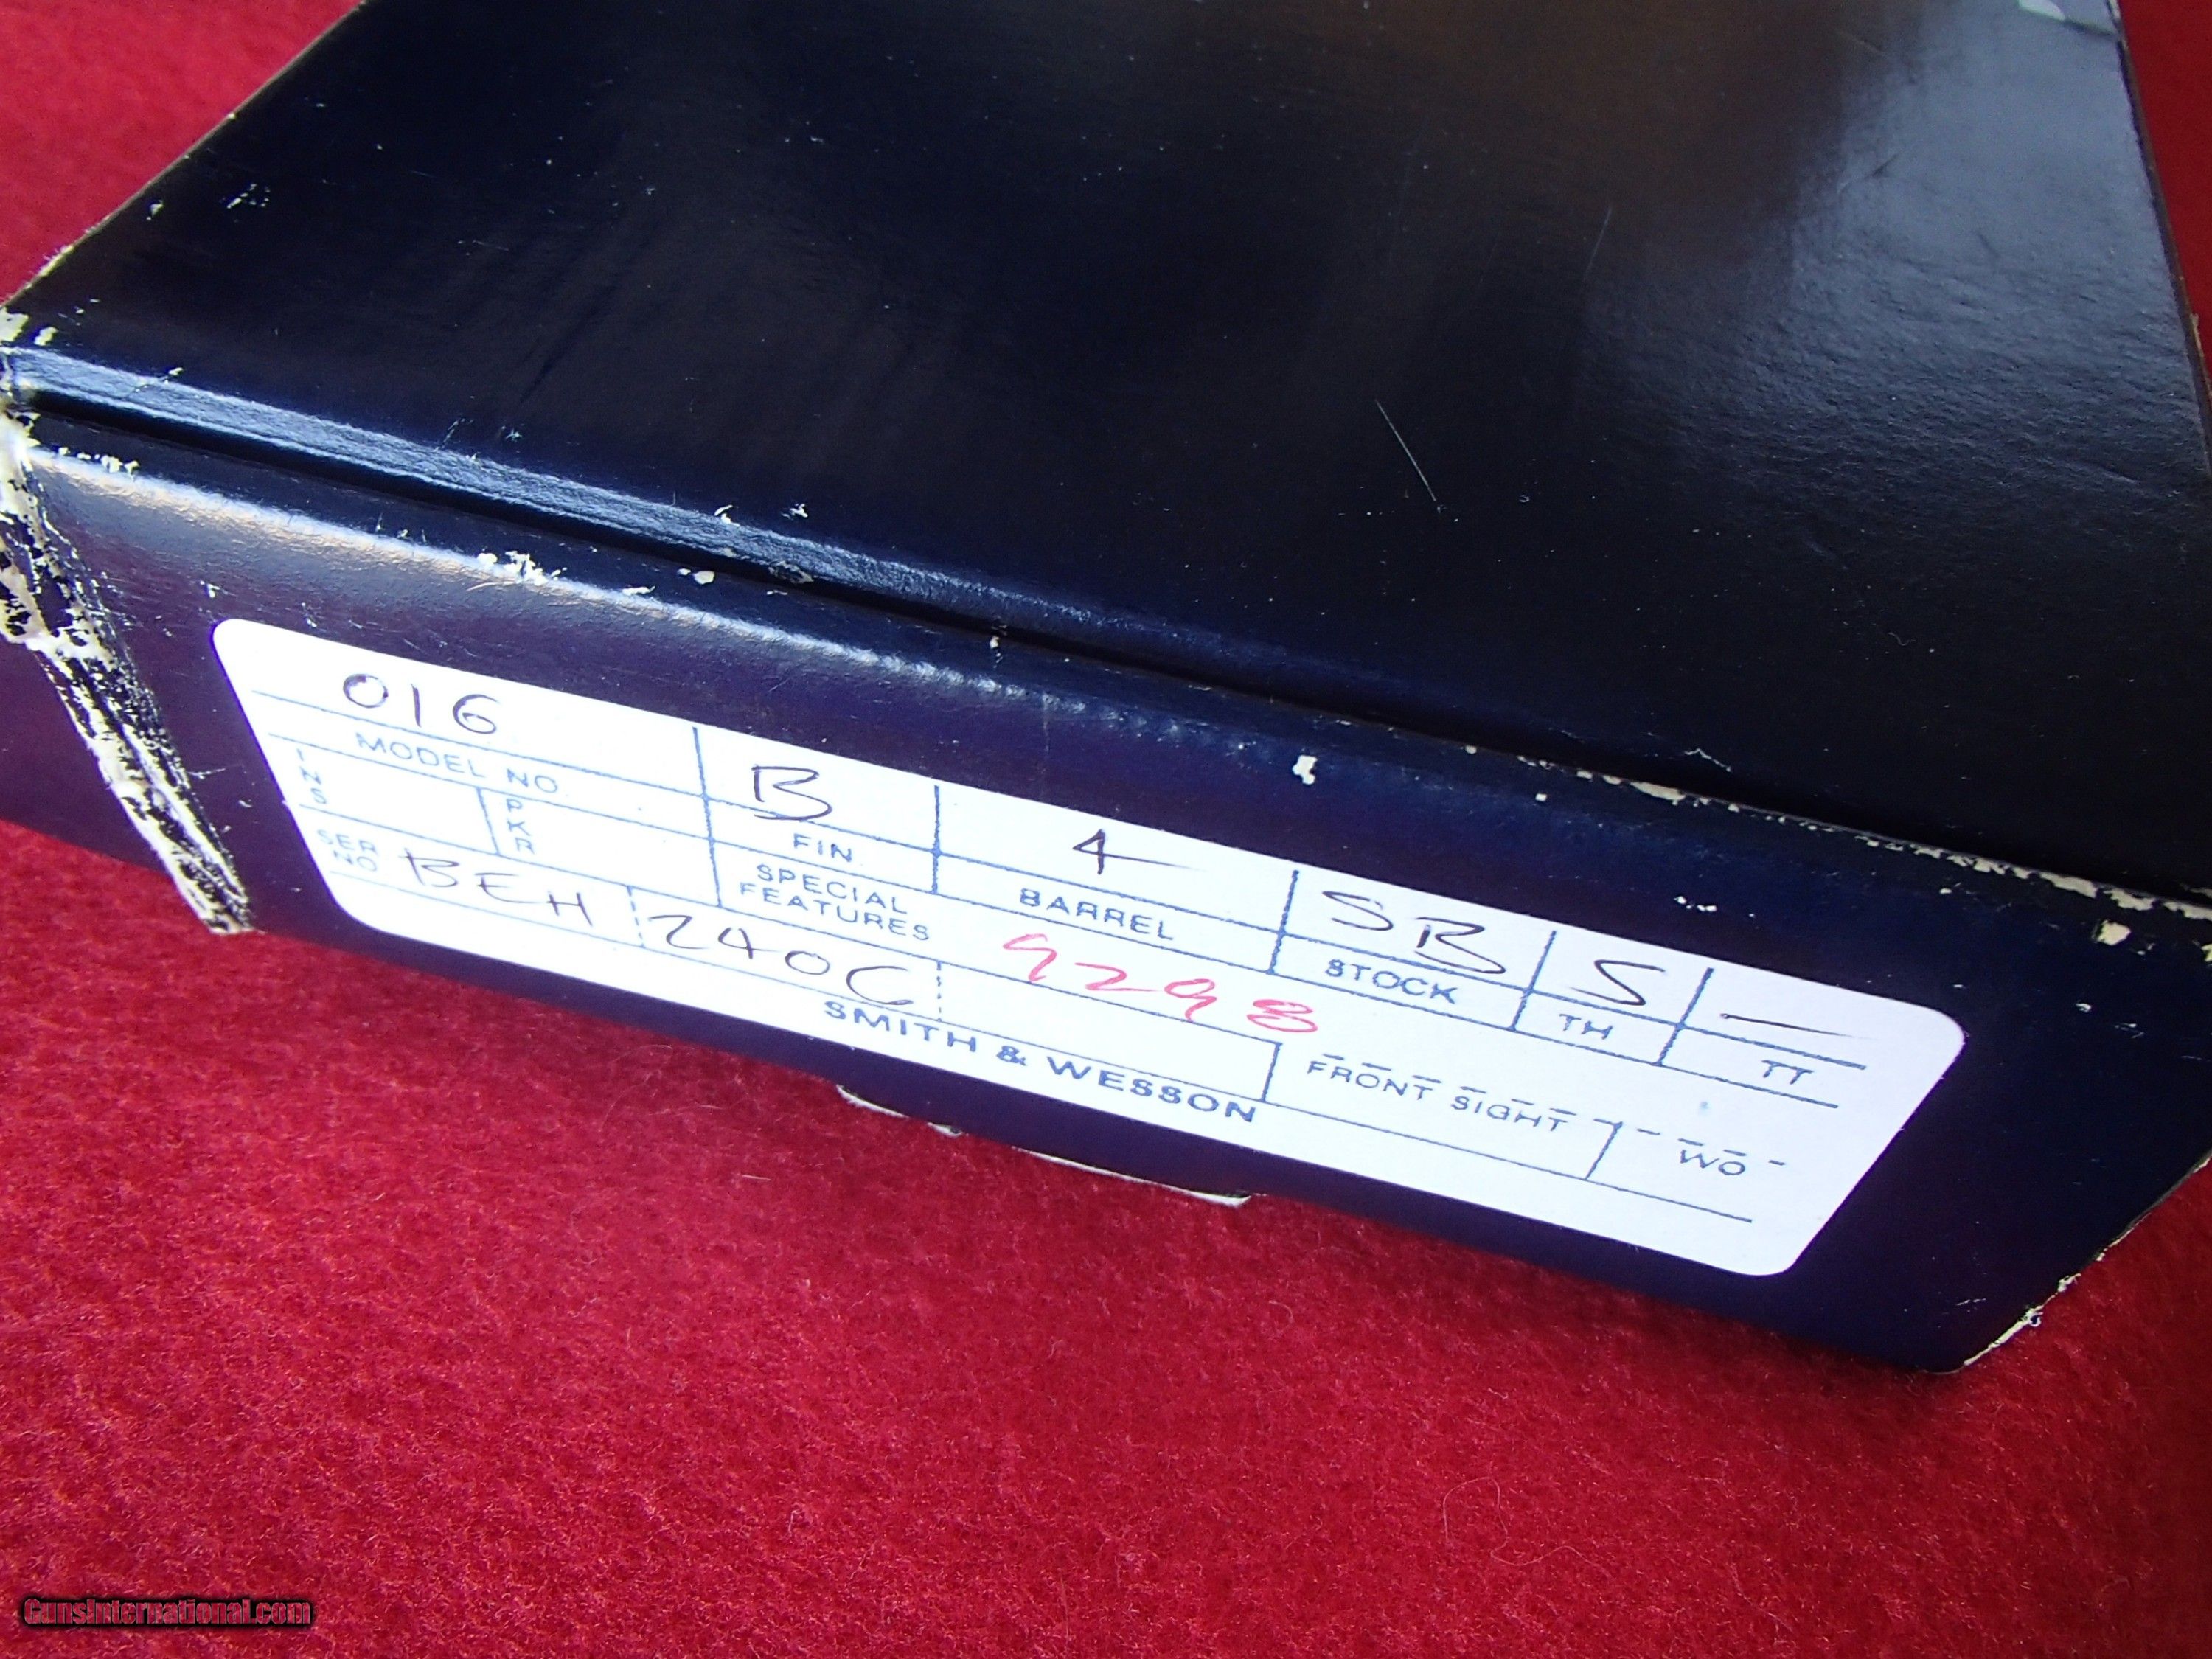 016 B 4 SB S —
MODEL NO. FIN. BARREL STOCK TH TT
INS PKR SPECIAL FEATURES 9298 FRONT SIGHT WO
SER NO BEH 2400
SMITH & WESSON
GunsInternational.com